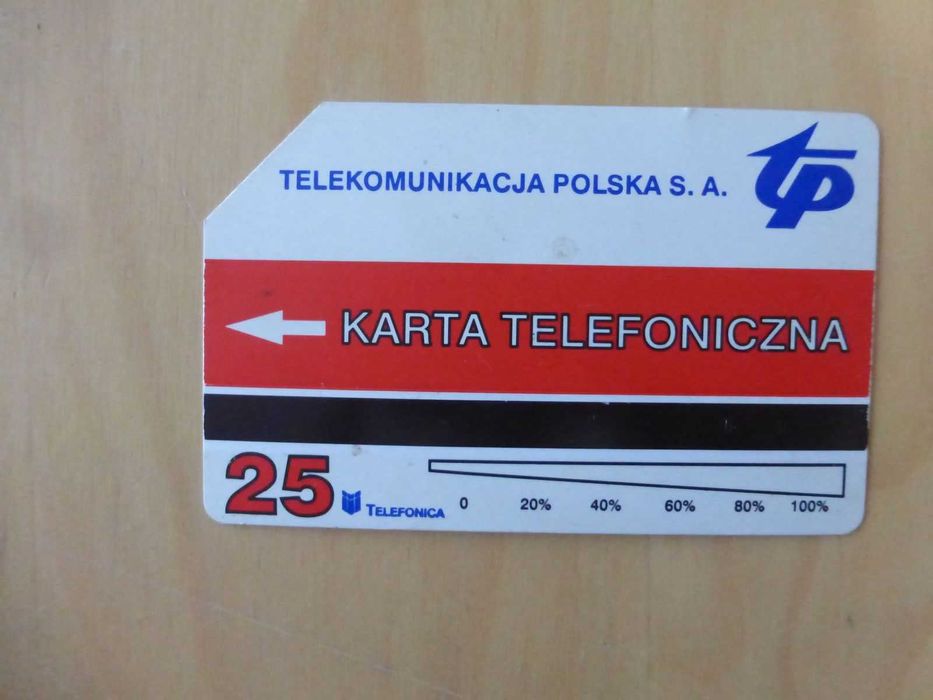 TELEKOMUNIKACJA POLSKA S. A.
tp
KARTA TELEFONICZNA
25
TELEFONICA
0 20% 40% 60% 80% 100%